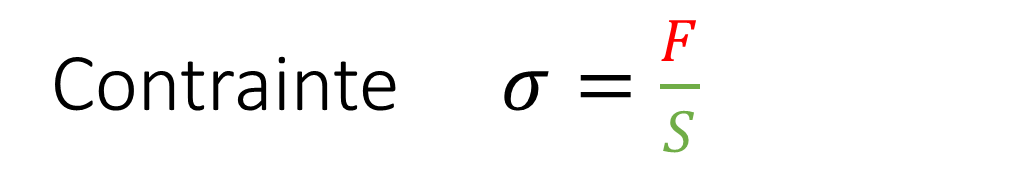 Contrainte σ = F/S